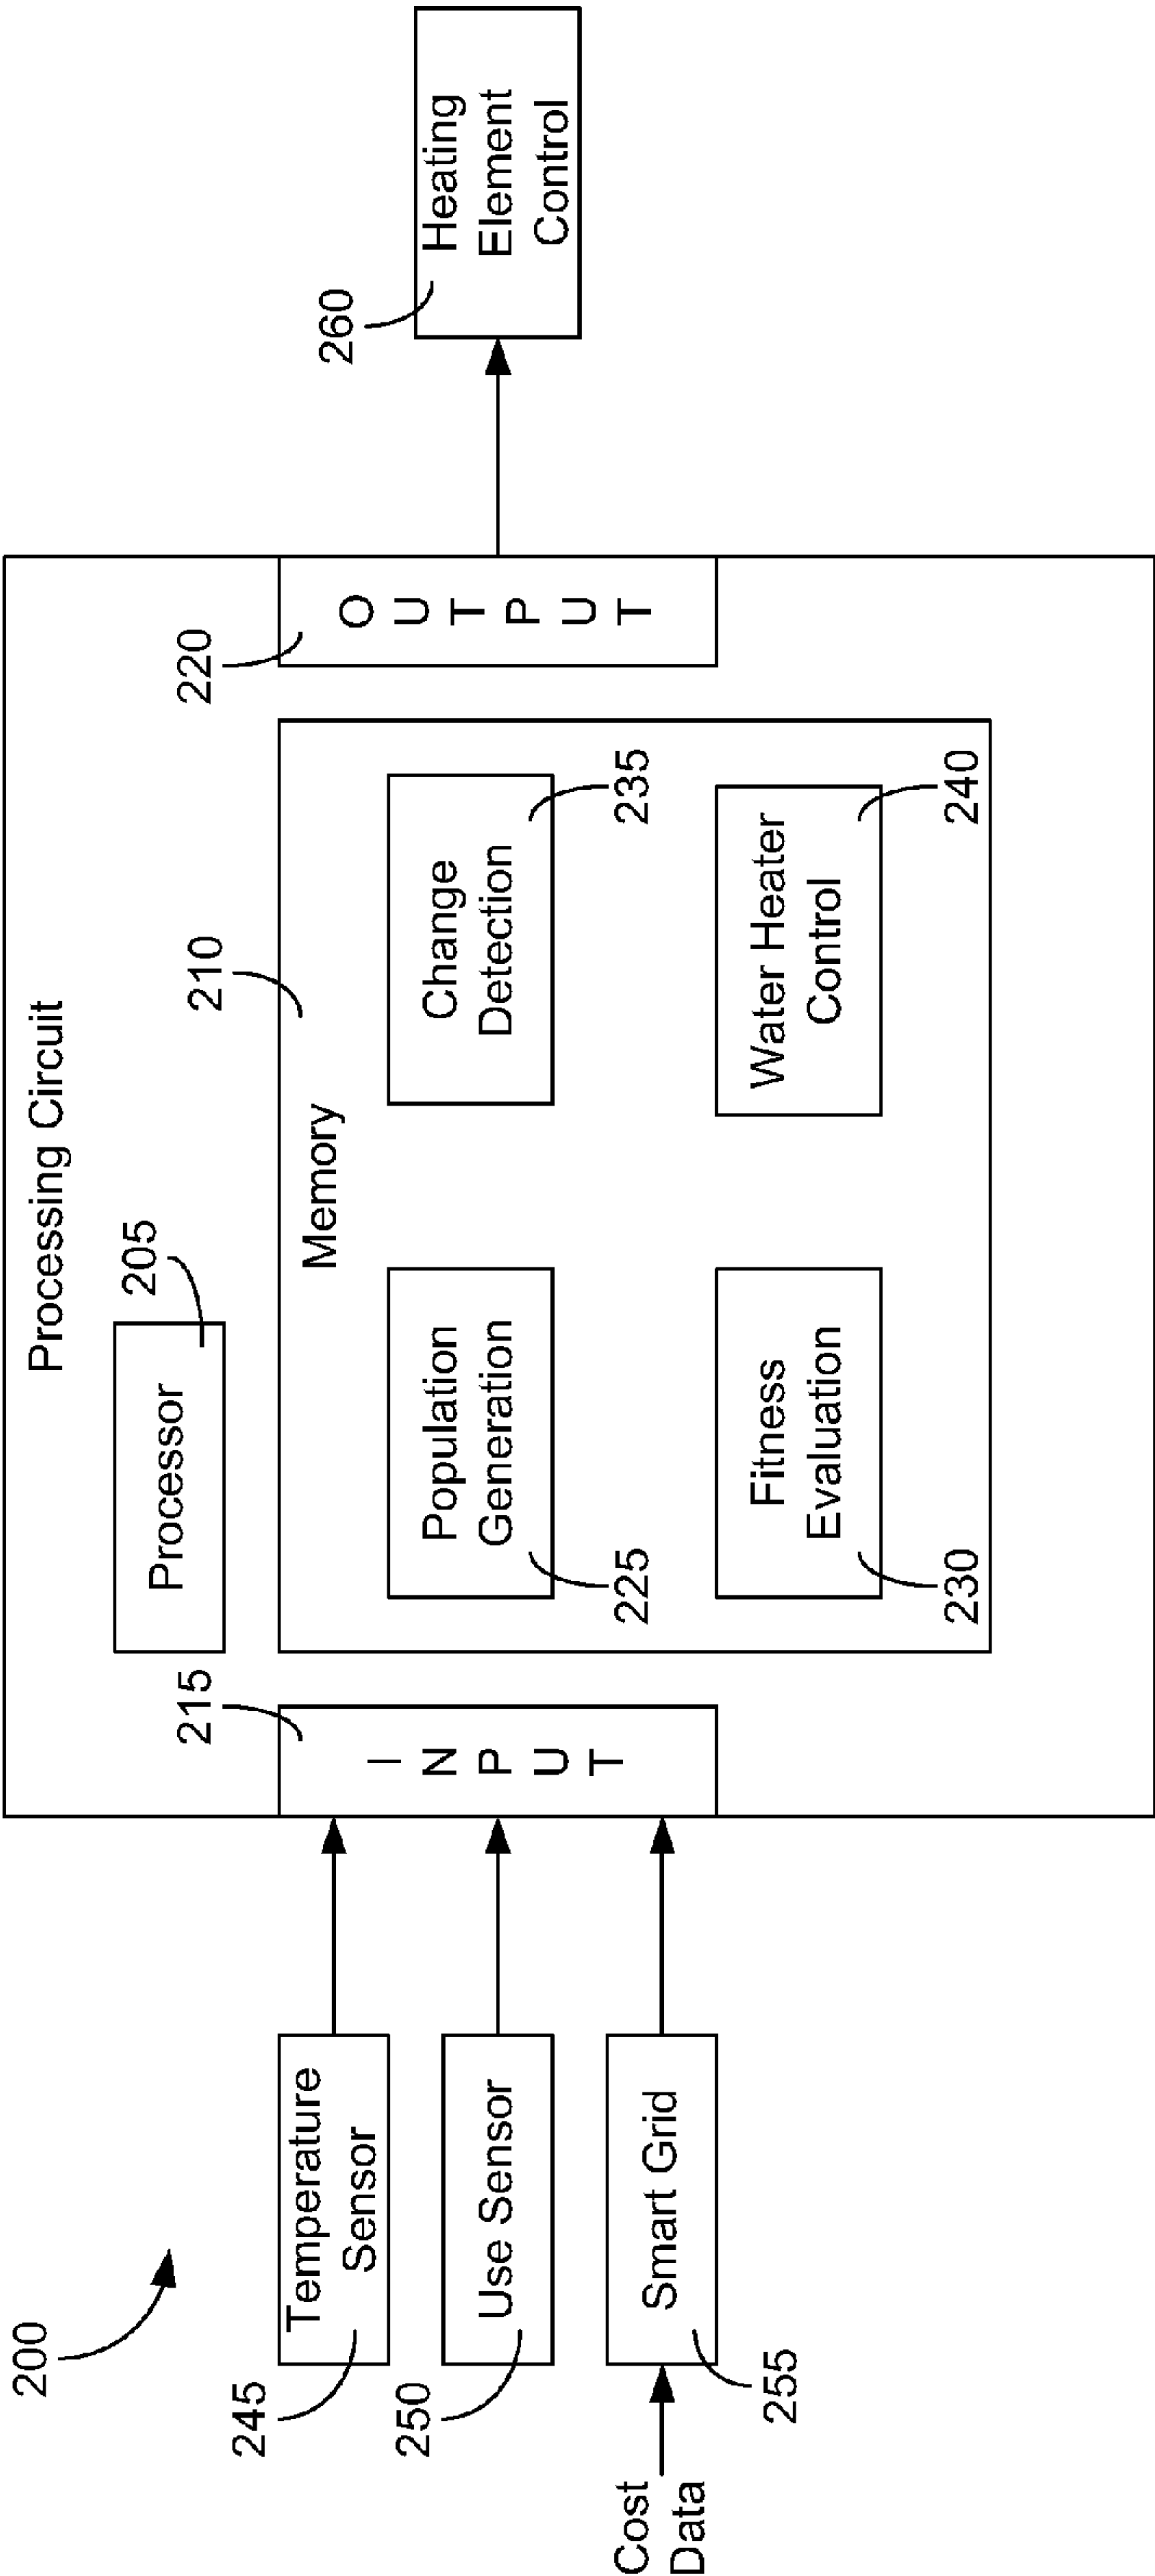 200
Processing Circuit
Processor
205
210
Memory
215
INPUT
220
OUTPUT
Population
Generation
225
Change
Detection
235
Fitness
Evaluation
230
Water Heater
Control
240
Temperature
Sensor
245
Use Sensor
250
Smart Grid
255
Cost
Data
260
Heating
Element
Control